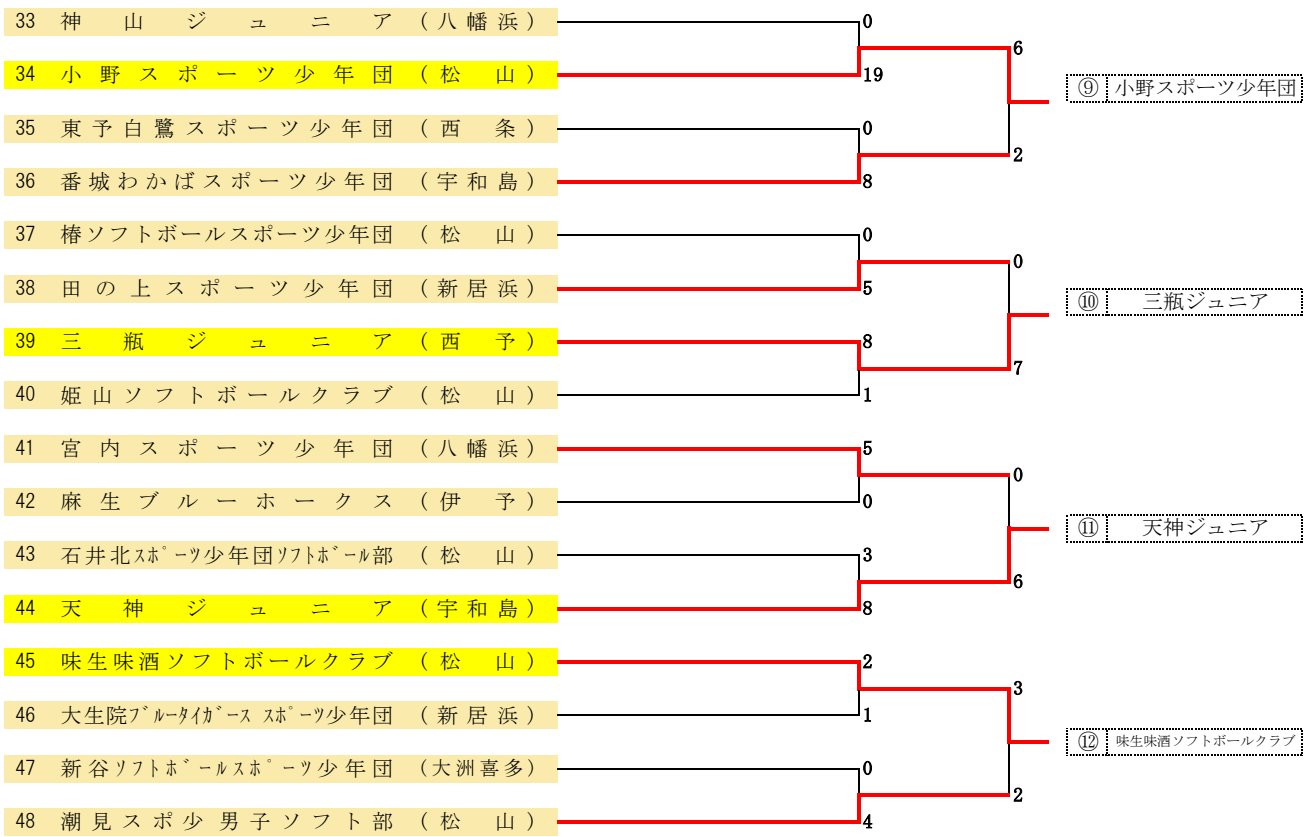 33 神山ジュニア (八幡浜) 0
6
34 小野スポーツ少年団 (松山) 19
⑨ 小野スポーツ少年団
35 東予白鷺スポーツ少年団 (西条) 0
2
36 番城わかばスポーツ少年団 (宇和島) 8
37 椿ソフトボールスポーツ少年団 (松山) 0
0
38 田の上スポーツ少年団 (新居浜) 5
⑩ 三瓶ジュニア
39 三瓶ジュニア (西予) 8
7
40 姫山ソフトボールクラブ (松山) 1
41 宮内スポーツ少年団 (八幡浜) 5
0
42 麻生ブルーホークス (伊予) 0
⑪ 天神ジュニア
43 石井北スポーツ少年団ソフトボール部 (松山) 3
6
44 天神ジュニア (宇和島) 8
45 味生味酒ソフトボールクラブ (松山) 2
3
46 大生院ブルータイガース スポーツ少年団 (新居浜) 1
⑫ 味生味酒ソフトボールクラブ
47 新谷ソフトボールスポーツ少年団 (大洲喜多) 0
2
48 潮見スポ少男子ソフト部 (松山) 4